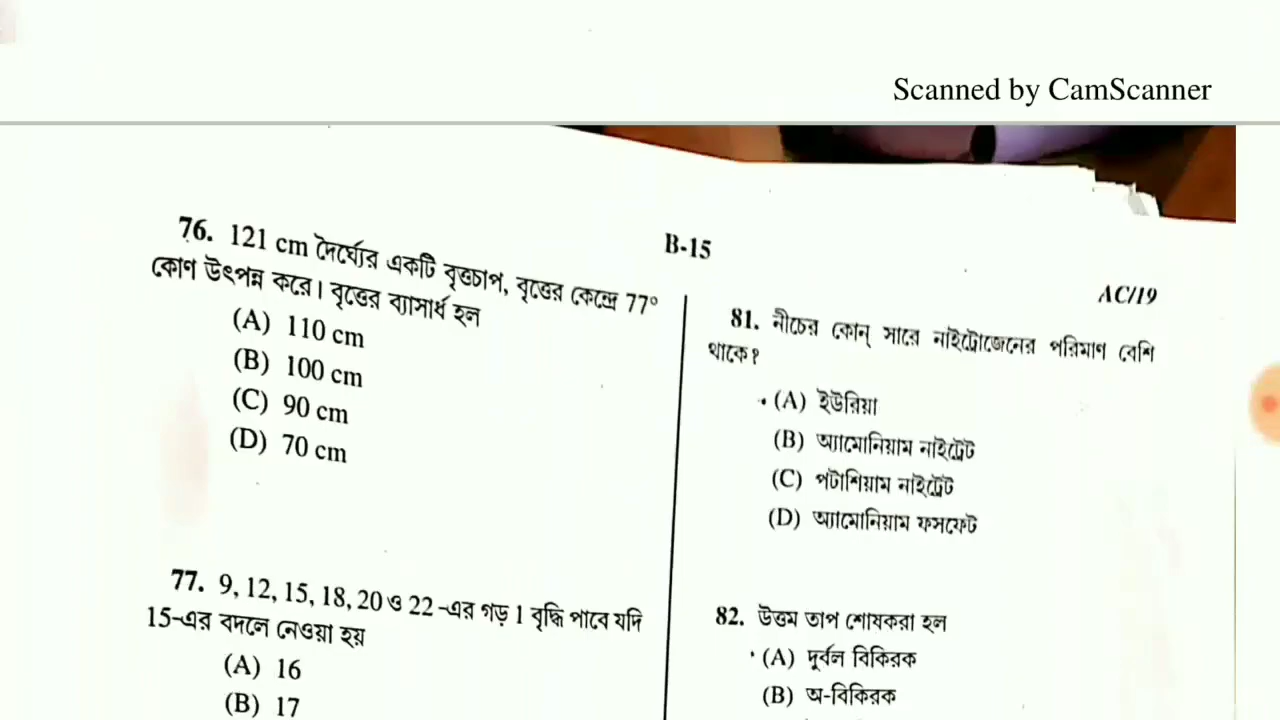 Scanned by CamScanner
B-15
AC/19
76. 121 cm দৈর্ঘ্যের একটি বৃত্তচাপ, বৃত্তের কেন্দ্রে 77°
কোণ উৎপন্ন করে। বৃত্তের ব্যাসার্ধ হল
(A) 110 cm
(B) 100 cm
(C) 90 cm
(D) 70 cm
77. 9, 12, 15, 18, 20 ও 22 -এর গড় 1 বৃদ্ধি পাবে যদি
15-এর বদলে নেওয়া হয়
(A) 16
(B) 17
81. নীচের কোন্ সারে নাইট্রোজেনের পরিমাণ বেশি
থাকে?
(A) ইউরিয়া
(B) অ্যামোনিয়াম নাইট্রেট
(C) পটাশিয়াম নাইট্রেট
(D) অ্যামোনিয়াম ফসফেট
82. উত্তম তাপ শোষকরা হল
(A) দুর্বল বিকিরক
(B) অ-বিকিরক